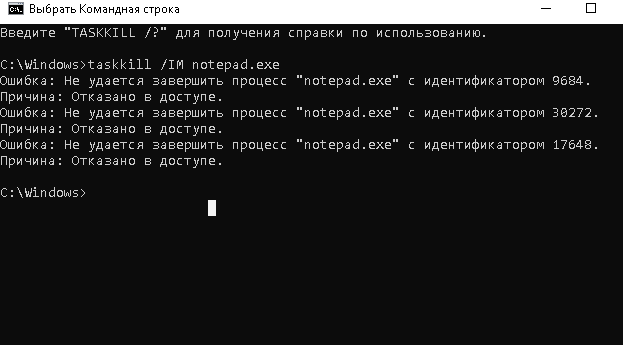 C:\.
Выбрать Командная строка
Введите "TASKKILL /?" для получения справки по использованию.
C:\Windows>taskkill /IM notepad.exe
Ошибка: Не удается завершить процесс "notepad.exe" с идентификатором 9684.
Причина: Отказано в доступе.
Ошибка: Не удается завершить процесс "notepad.exe" с идентификатором 30272.
Причина: Отказано в доступе.
Ошибка: Не удается завершить процесс "notepad.exe" с идентификатором 17648.
Причина: Отказано в доступе.
C:\Windows>